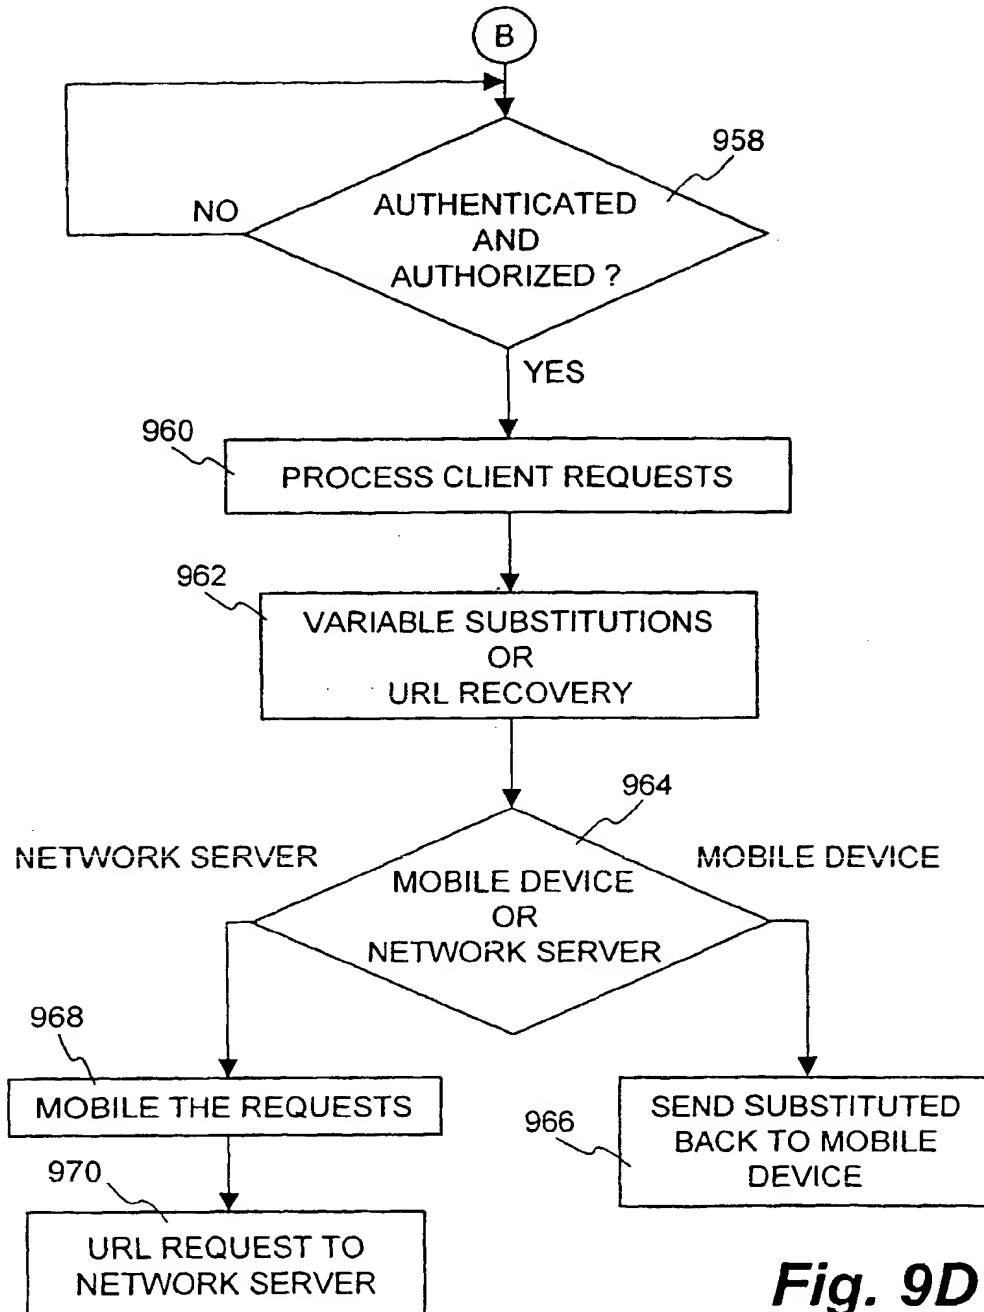 B
958
NO
AUTHENTICATED
AND
AUTHORIZED ?
YES
960
PROCESS CLIENT REQUESTS
962
VARIABLE SUBSTITUTIONS
OR
URL RECOVERY
964
NETWORK SERVER
MOBILE DEVICE
MOBILE DEVICE
OR
NETWORK SERVER
968
MOBILE THE REQUESTS
966
SEND SUBSTITUTED
BACK TO MOBILE
DEVICE
970
URL REQUEST TO
NETWORK SERVER
Fig. 9D